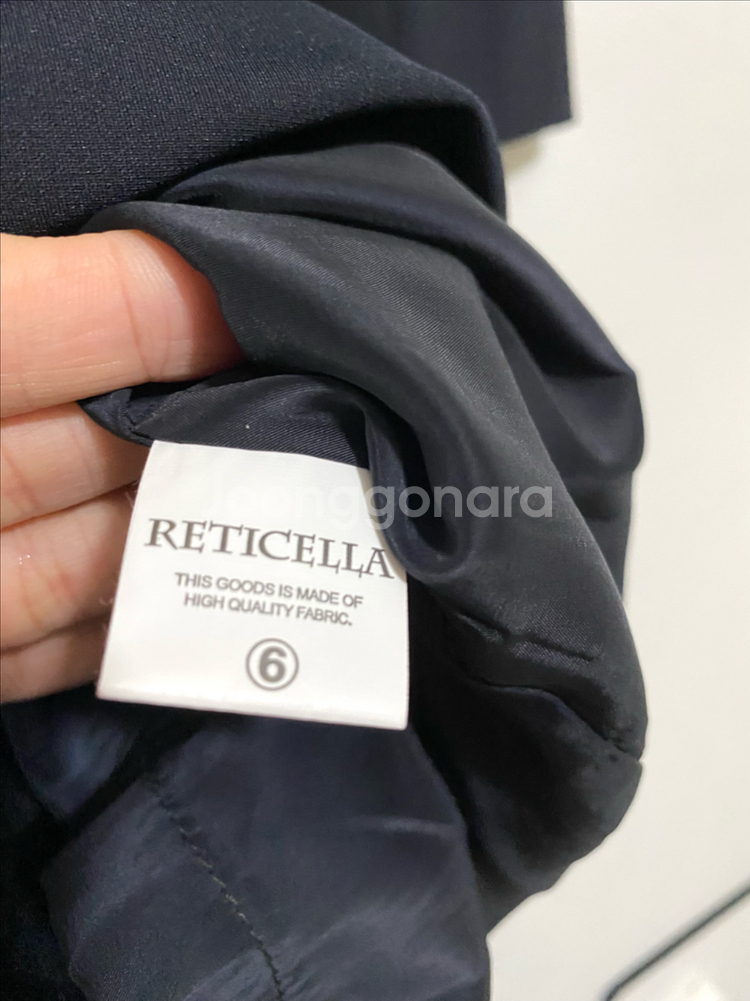 Joonggonara
RETICELLA
THIS GOODS IS MADE OF
HIGH QUALITY FABRIC.
⑥